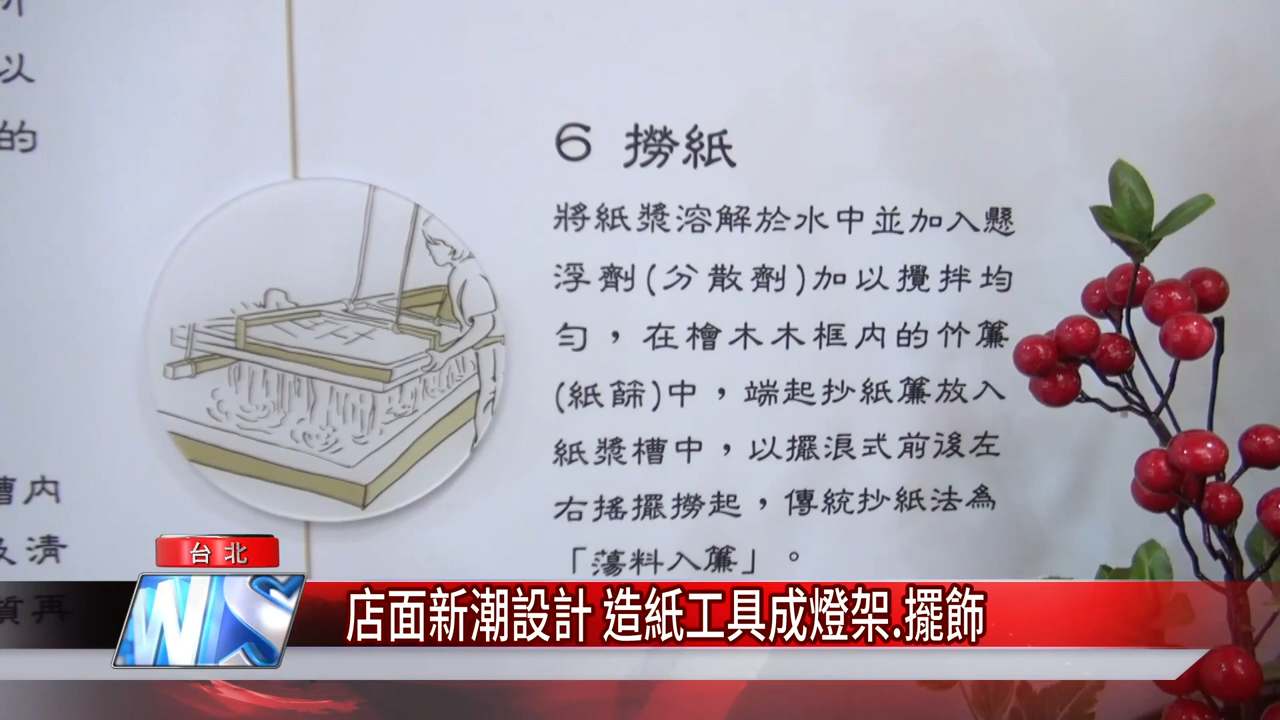 以
的
槽內
清
質再
6 撈紙
將紙漿溶解於水中並加入懸
浮劑(分散劑)加以攪拌均
勻，在檜木木框內的竹簾
(紙篩)中，端起抄紙簾放入
紙漿槽中，以擺浪式前後左
右搖擺撈起，傳統抄紙法為
「蕩料入簾」。
台北
店面新潮設計 造紙工具成燈架.擺飾